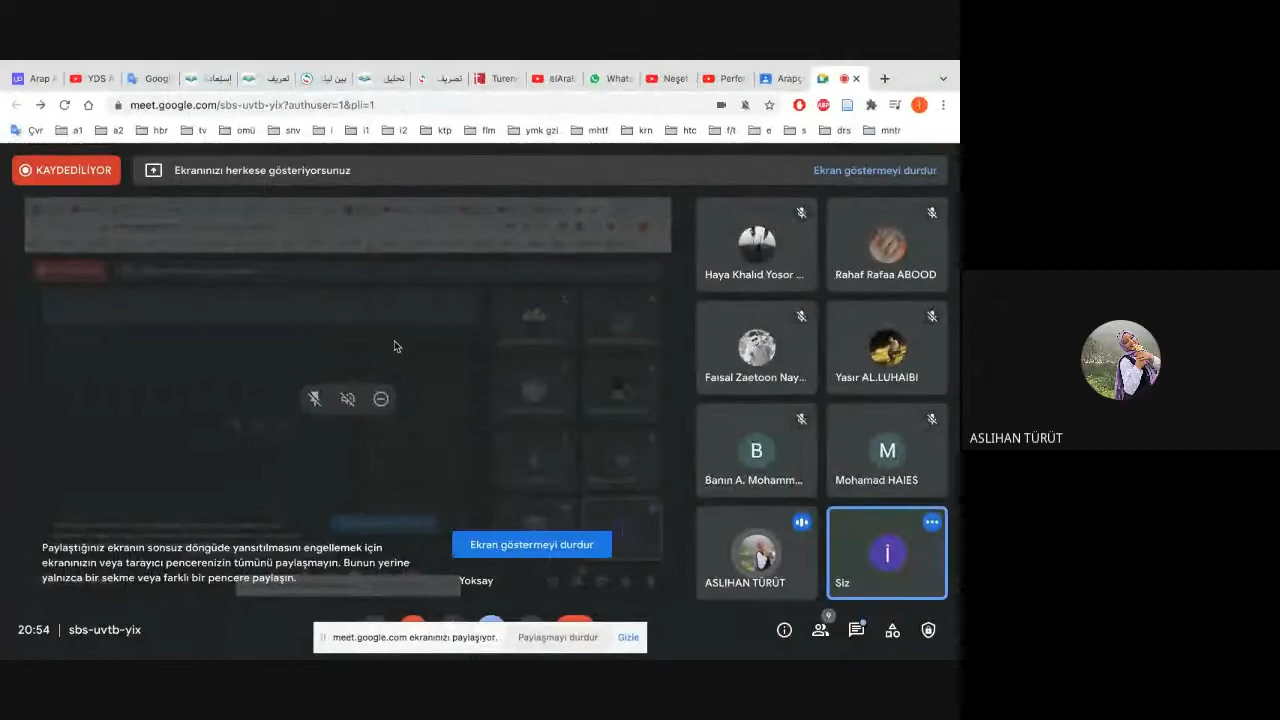 Arap A
YDS A
Googl
إستعاد
تعريف
بين لي
تحليل
تصريف
Turen
elAral
What
Neşet
Perfo
Arapç
meet.google.com/sbs-uvtb-yix?authuser=1&pli=1
ABP
Çvr a1 a2 hbr tv omü snv i i1 i2 ktp flm ymk gzi mhtf krn htc f/t e s drs mntr
KAYDEDİLİYOR
Ekranınızı herkese gösteriyorsunuz
Ekran göstermeyi durdur
Haya Khalid Yosor ...
Rahaf Rafaa ABOOD
Faisal Zaetoon Nay...
Yasır AL.LUHAIBI
B
Banın A. Mohamm...
M
Mohamad HAIES
ASLIHAN TÜRÜT
i
Siz
ASLIHAN TÜRÜT
Paylaştığınız ekranın sonsuz döngüde yansıtılmasını engellemek için
ekranınızın veya tarayıcı pencerenizin tümünü paylaşmayın. Bunun yerine
yalnızca bir sekme veya farklı bir pencere paylaşın.
Ekran göstermeyi durdur
Yoksay
20:54 | sbs-uvtb-yix
meet.google.com ekranınızı paylaşıyor.
Paylaşmayı durdur
Gizle
9